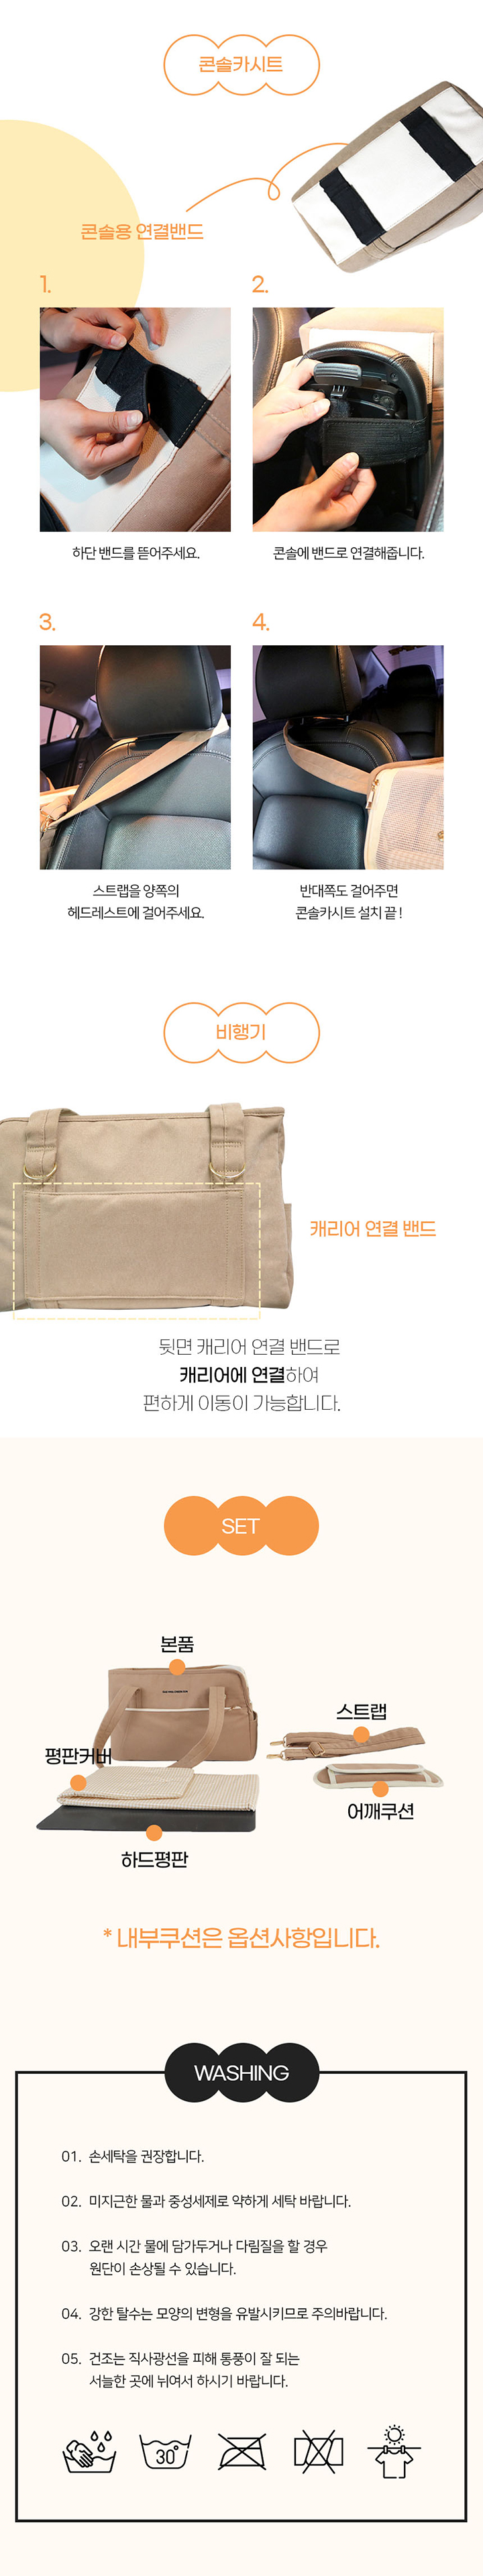 콘솔카시트
콘솔용 연결밴드
1.
2.
하단 밴드를 뜯어주세요.
콘솔에 밴드로 연결해줍니다.
3.
4.
스트랩을 양쪽의
헤드레스트에 걸어주세요.
반대쪽도 걸어주면
콘솔카시트 설치 끝 !
비행기
캐리어 연결 밴드
뒷면 캐리어 연결 밴드로
캐리어에 연결하여
편하게 이동이 가능합니다.
SET
본품
스트랩
평판커버
어깨쿠션
하드평판
* 내부쿠션은 옵션사항입니다.
WASHING
01. 손세탁을 권장합니다.
02. 미지근한 물과 중성세제로 약하게 세탁 바랍니다.
03. 오랜 시간 물에 담가두거나 다림질을 할 경우
원단이 손상될 수 있습니다.
04. 강한 탈수는 모양의 변형을 유발시키므로 주의바랍니다.
05. 건조는 직사광선을 피해 통풍이 잘 되는
서늘한 곳에 뉘여서 하시기 바랍니다.
30°